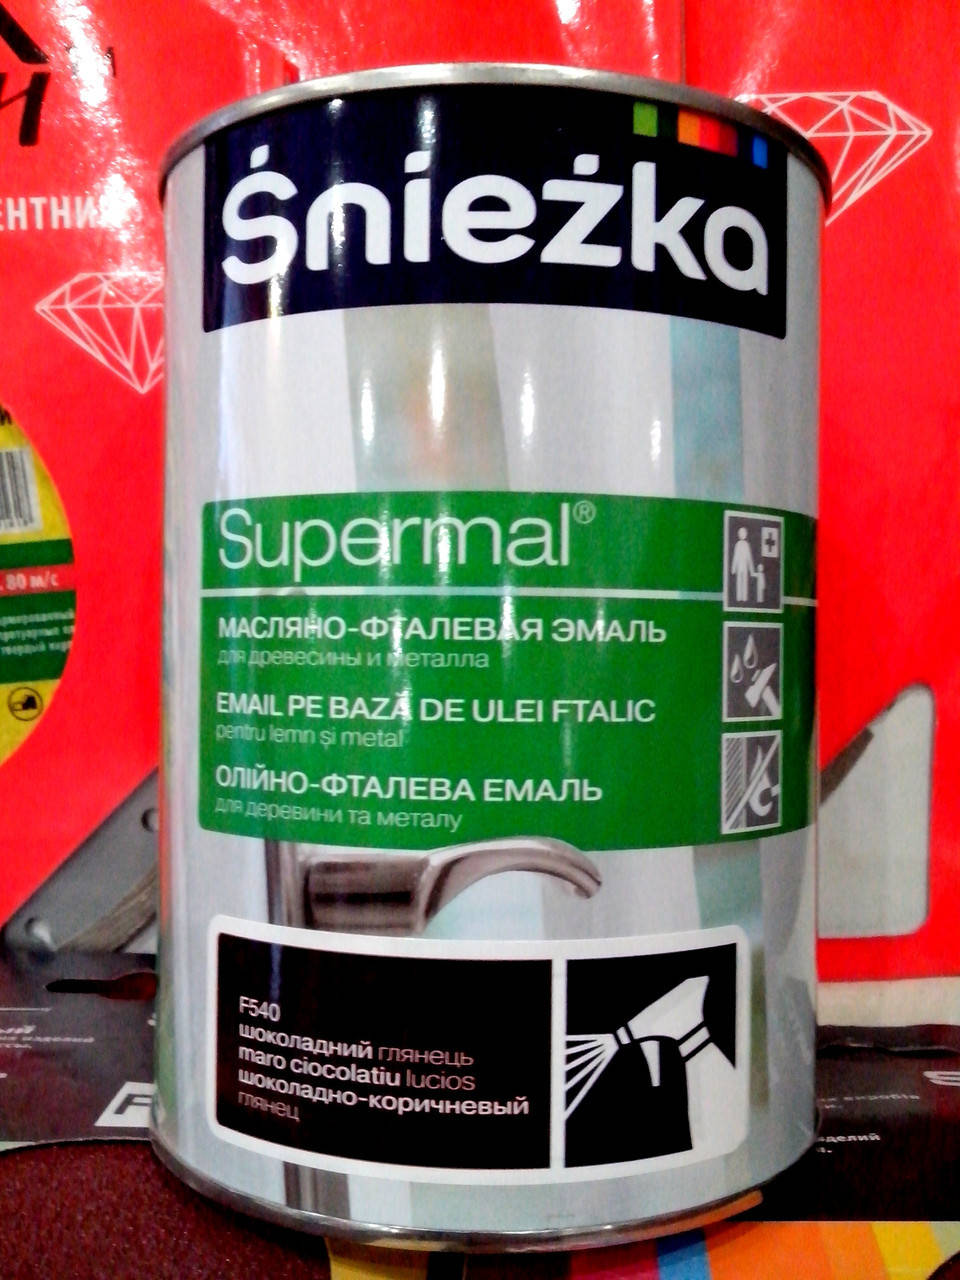 Śnieżka
Supermal®
МАСЛЯНО-ФТАЛЕВАЯ ЭМАЛЬ
для древесины и металла
EMAIL PE BAZĂ DE ULEI FTALIC
pentru lemn și metal
ОЛІЙНО-ФТАЛЕВА ЕМАЛЬ
для деревини та металу
F540
шоколадний глянець
maro ciocolatiu lucios
шоколадно-коричневый
глянец
80 м/с